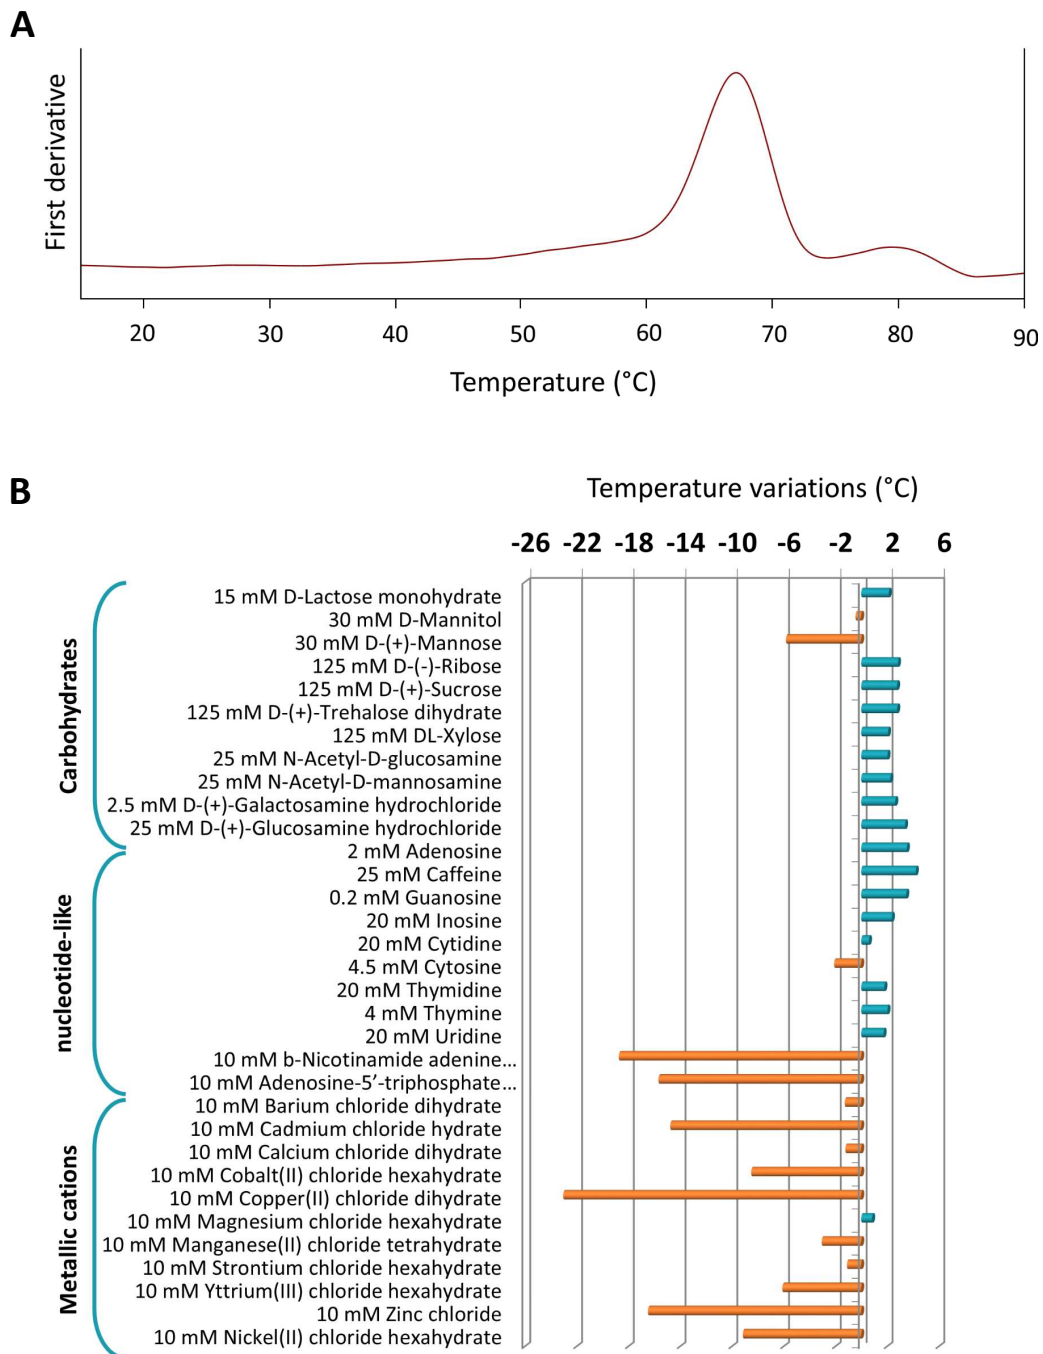 A
First derivative
20 30 40 50 60 70 80 90
Temperature (°C)
B
Temperature variations (°C)
-26 -22 -18 -14 -10 -6 -2 2 6
Carbohydrates
15 mM D-Lactose monohydrate
30 mM D-Mannitol
30 mM D-(+)-Mannose
125 mM D-(-)-Ribose
125 mM D-(+)-Sucrose
125 mM D-(+)-Trehalose dihydrate
125 mM DL-Xylose
25 mM N-Acetyl-D-glucosamine
25 mM N-Acetyl-D-mannosamine
2.5 mM D-(+)-Galactosamine hydrochloride
25 mM D-(+)-Glucosamine hydrochloride
nucleotide-like
2 mM Adenosine
25 mM Caffeine
0.2 mM Guanosine
20 mM Inosine
20 mM Cytidine
4.5 mM Cytosine
20 mM Thymidine
4 mM Thymine
20 mM Uridine
10 mM b-Nicotinamide adenine...
10 mM Adenosine-5’-triphosphate...
Metallic cations
10 mM Barium chloride dihydrate
10 mM Cadmium chloride hydrate
10 mM Calcium chloride dihydrate
10 mM Cobalt(II) chloride hexahydrate
10 mM Copper(II) chloride dihydrate
10 mM Magnesium chloride hexahydrate
10 mM Manganese(II) chloride tetrahydrate
10 mM Strontium chloride hexahydrate
10 mM Yttrium(III) chloride hexahydrate
10 mM Zinc chloride
10 mM Nickel(II) chloride hexahydrate